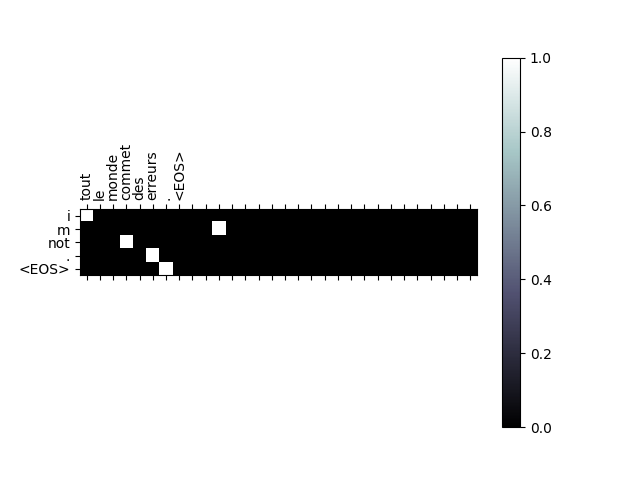 tout
le
monde
commet
des
erreurs
.
<EOS>
i
m
not
.
<EOS>
1.0
0.8
0.6
0.4
0.2
0.0